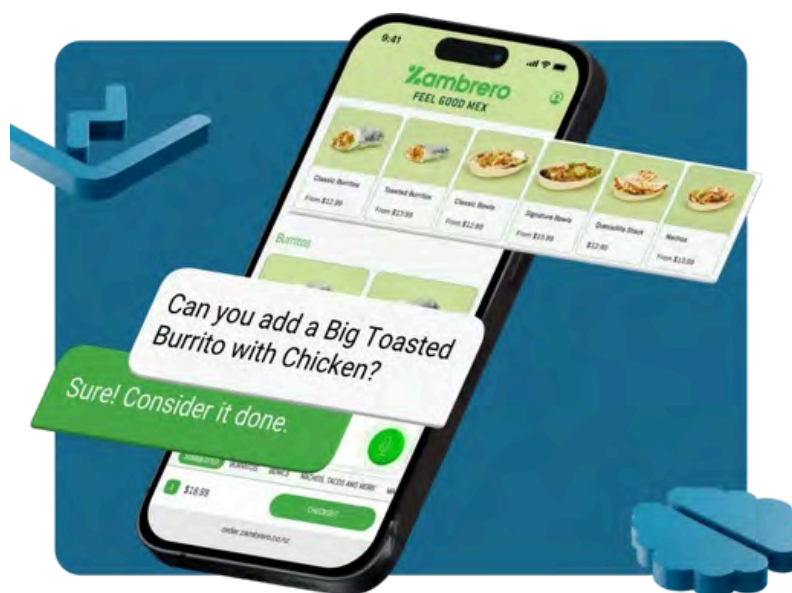 9:41
Zambrero
FEEL GOOD MEX
Classic Burritos
From $12.99
Toasted Burritos
From $13.99
Classic Bowls
From $12.99
Signature Bowls
From $15.99
Quesadilla Stack
$12.90
Nachos
From $13.99
Burritos
Can you add a Big Toasted
Burrito with Chicken?
Sure! Consider it done.
BURRITOS
BOWLS
NACHOS, TACOS AND MORE
$18.99
CHECKOUT
order.zambrero.co.nz